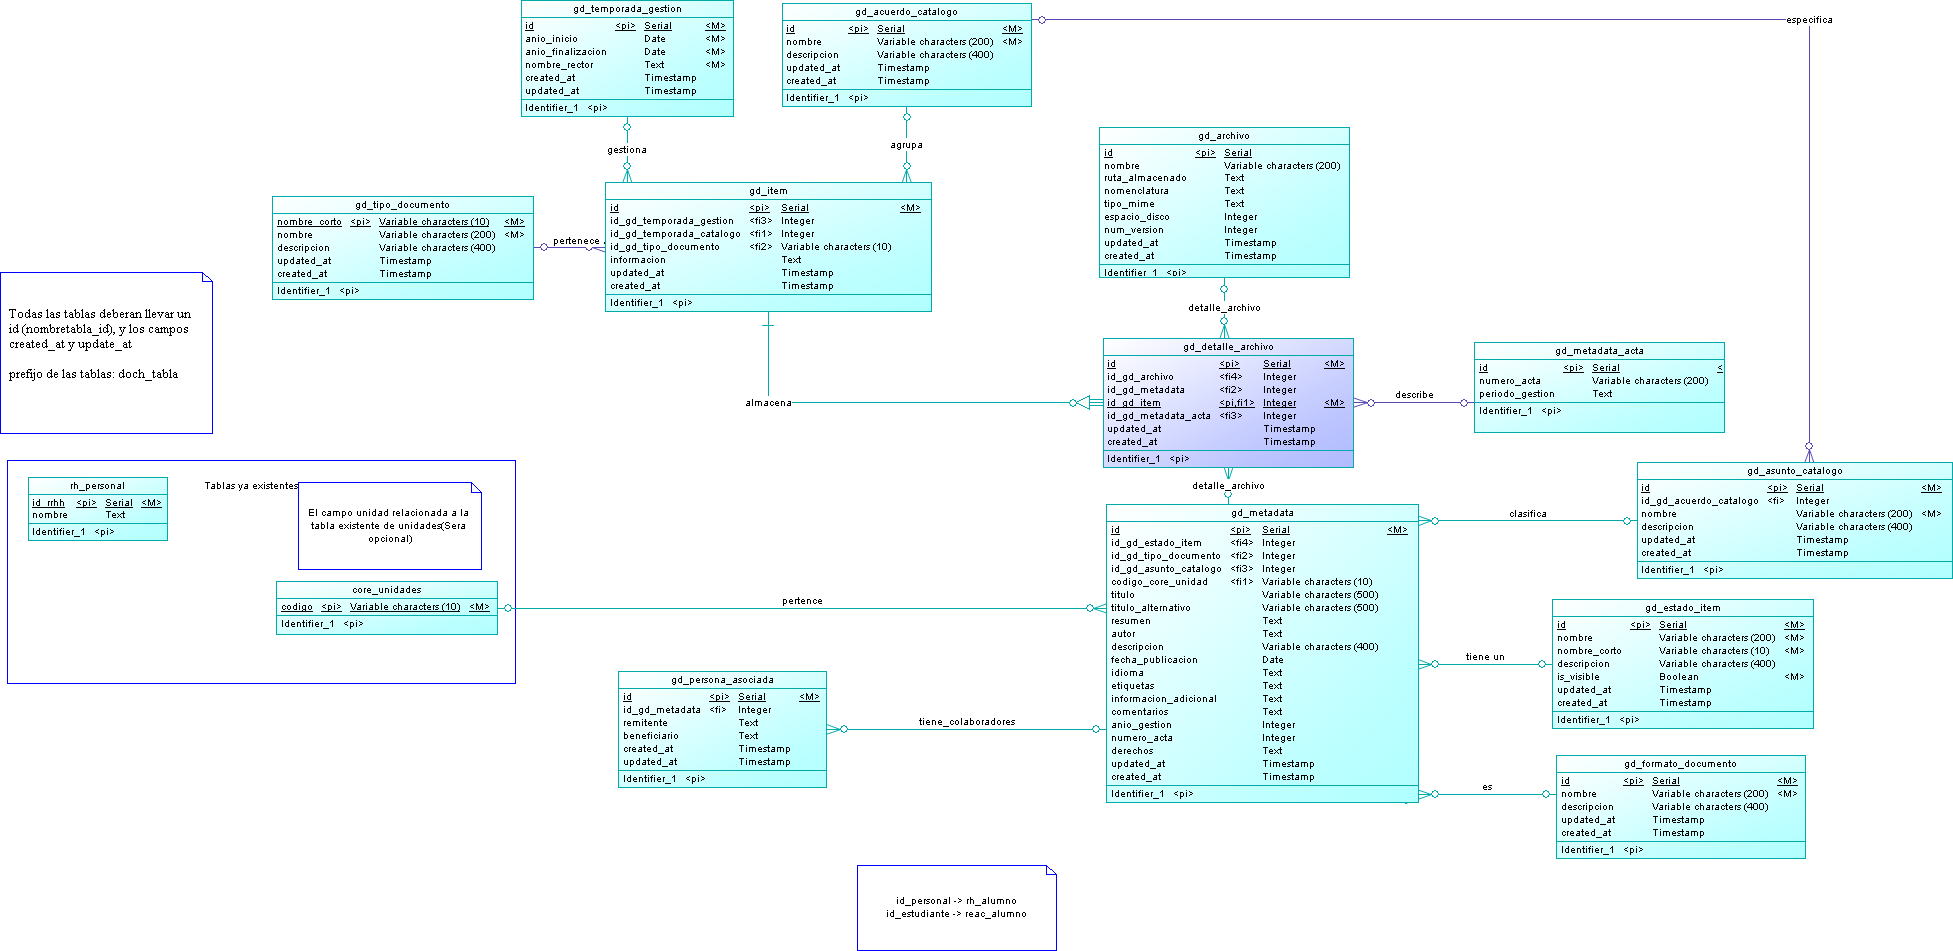 gd_temporada_gestion
id <pi> Serial <M>
anio_inicio Date <M>
anio_finalizacion Date <M>
nombre_rector Text <M>
created_at Timestamp
updated_at Timestamp
Identifier_1 <pi>
gd_acuerdo_catalogo
id <pi> Serial <M>
nombre Variable characters (200) <M>
descripcion Variable characters (400)
updated_at Timestamp
created_at Timestamp
Identifier_1 <pi>
especifica
gestiona
agrupa
gd_archivo
id <pi> Serial
nombre Variable characters (200)
ruta_almacenado Text
nomenclatura Text
tipo_mime Text
espacio_disco Integer
num_version Integer
updated_at Timestamp
created_at Timestamp
Identifier_1 <pi>
gd_tipo_documento
nombre_corto <pi> Variable characters (10) <M>
nombre Variable characters (200) <M>
descripcion Variable characters (400)
updated_at Timestamp
created_at Timestamp
Identifier_1 <pi>
pertenece
gd_item
id <pi> Serial <M>
id_gd_temporada_gestion <fi3> Integer
id_gd_temporada_catalogo <fi1> Integer
id_gd_tipo_documento <fi2> Variable characters (10)
informacion Text
updated_at Timestamp
created_at Timestamp
Identifier_1 <pi>
Todas las tablas deberan llevar un
id (nombretabla_id), y los campos
created_at y update_at
prefijo de las tablas: doch_tabla
detalle_archivo
almacena
gd_detalle_archivo
id <pi> Serial <M>
id_gd_archivo <fi4> Integer
id_gd_metadata <fi2> Integer
id_gd_item <pi,fi1> Integer <M>
id_gd_metadata_acta <fi3> Integer
updated_at Timestamp
created_at Timestamp
Identifier_1 <pi>
describe
gd_metadata_acta
id <pi> Serial <
numero_acta Variable characters (200)
periodo_gestion Text
Identifier_1 <pi>
rh_personal
id_rrhh <pi> Serial <M>
nombre Text
Identifier_1 <pi>
Tablas ya existentes
El campo unidad relacionada a la
tabla existente de unidades(Sera
opcional)
core_unidades
codigo <pi> Variable characters (10) <M>
Identifier_1 <pi>
pertence
detalle_archivo
gd_metadata
id <pi> Serial <M>
id_gd_estado_item <fi4> Integer
id_gd_tipo_documento <fi2> Integer
id_gd_asunto_catalogo <fi3> Integer
codigo_core_unidad <fi1> Variable characters (10)
titulo Variable characters (500)
titulo_alternativo Variable characters (500)
resumen Text
autor Text
descripcion Variable characters (400)
fecha_publicacion Date
idioma Text
etiquetas Text
informacion_adicional Text
comentarios Text
anio_gestion Integer
numero_acta Integer
derechos Text
updated_at Timestamp
created_at Timestamp
Identifier_1 <pi>
clasifica
gd_asunto_catalogo
id <pi> Serial <M>
id_gd_acuerdo_catalogo <fi> Integer
nombre Variable characters (200) <M>
descripcion Variable characters (400)
updated_at Timestamp
created_at Timestamp
Identifier_1 <pi>
tiene un
gd_estado_item
id <pi> Serial <M>
nombre Variable characters (200) <M>
nombre_corto Variable characters (10) <M>
descripcion Variable characters (400)
is_visible Boolean <M>
updated_at Timestamp
created_at Timestamp
Identifier_1 <pi>
gd_persona_asociada
id <pi> Serial <M>
id_gd_metadata <fi> Integer
remitente Text
beneficiario Text
created_at Timestamp
updated_at Timestamp
Identifier_1 <pi>
tiene_colaboradores
es
gd_formato_documento
id <pi> Serial <M>
nombre Variable characters (200) <M>
descripcion Variable characters (400)
updated_at Timestamp
created_at Timestamp
Identifier_1 <pi>
id_personal -> rh_alumno
id_estudiante -> reac_alumno